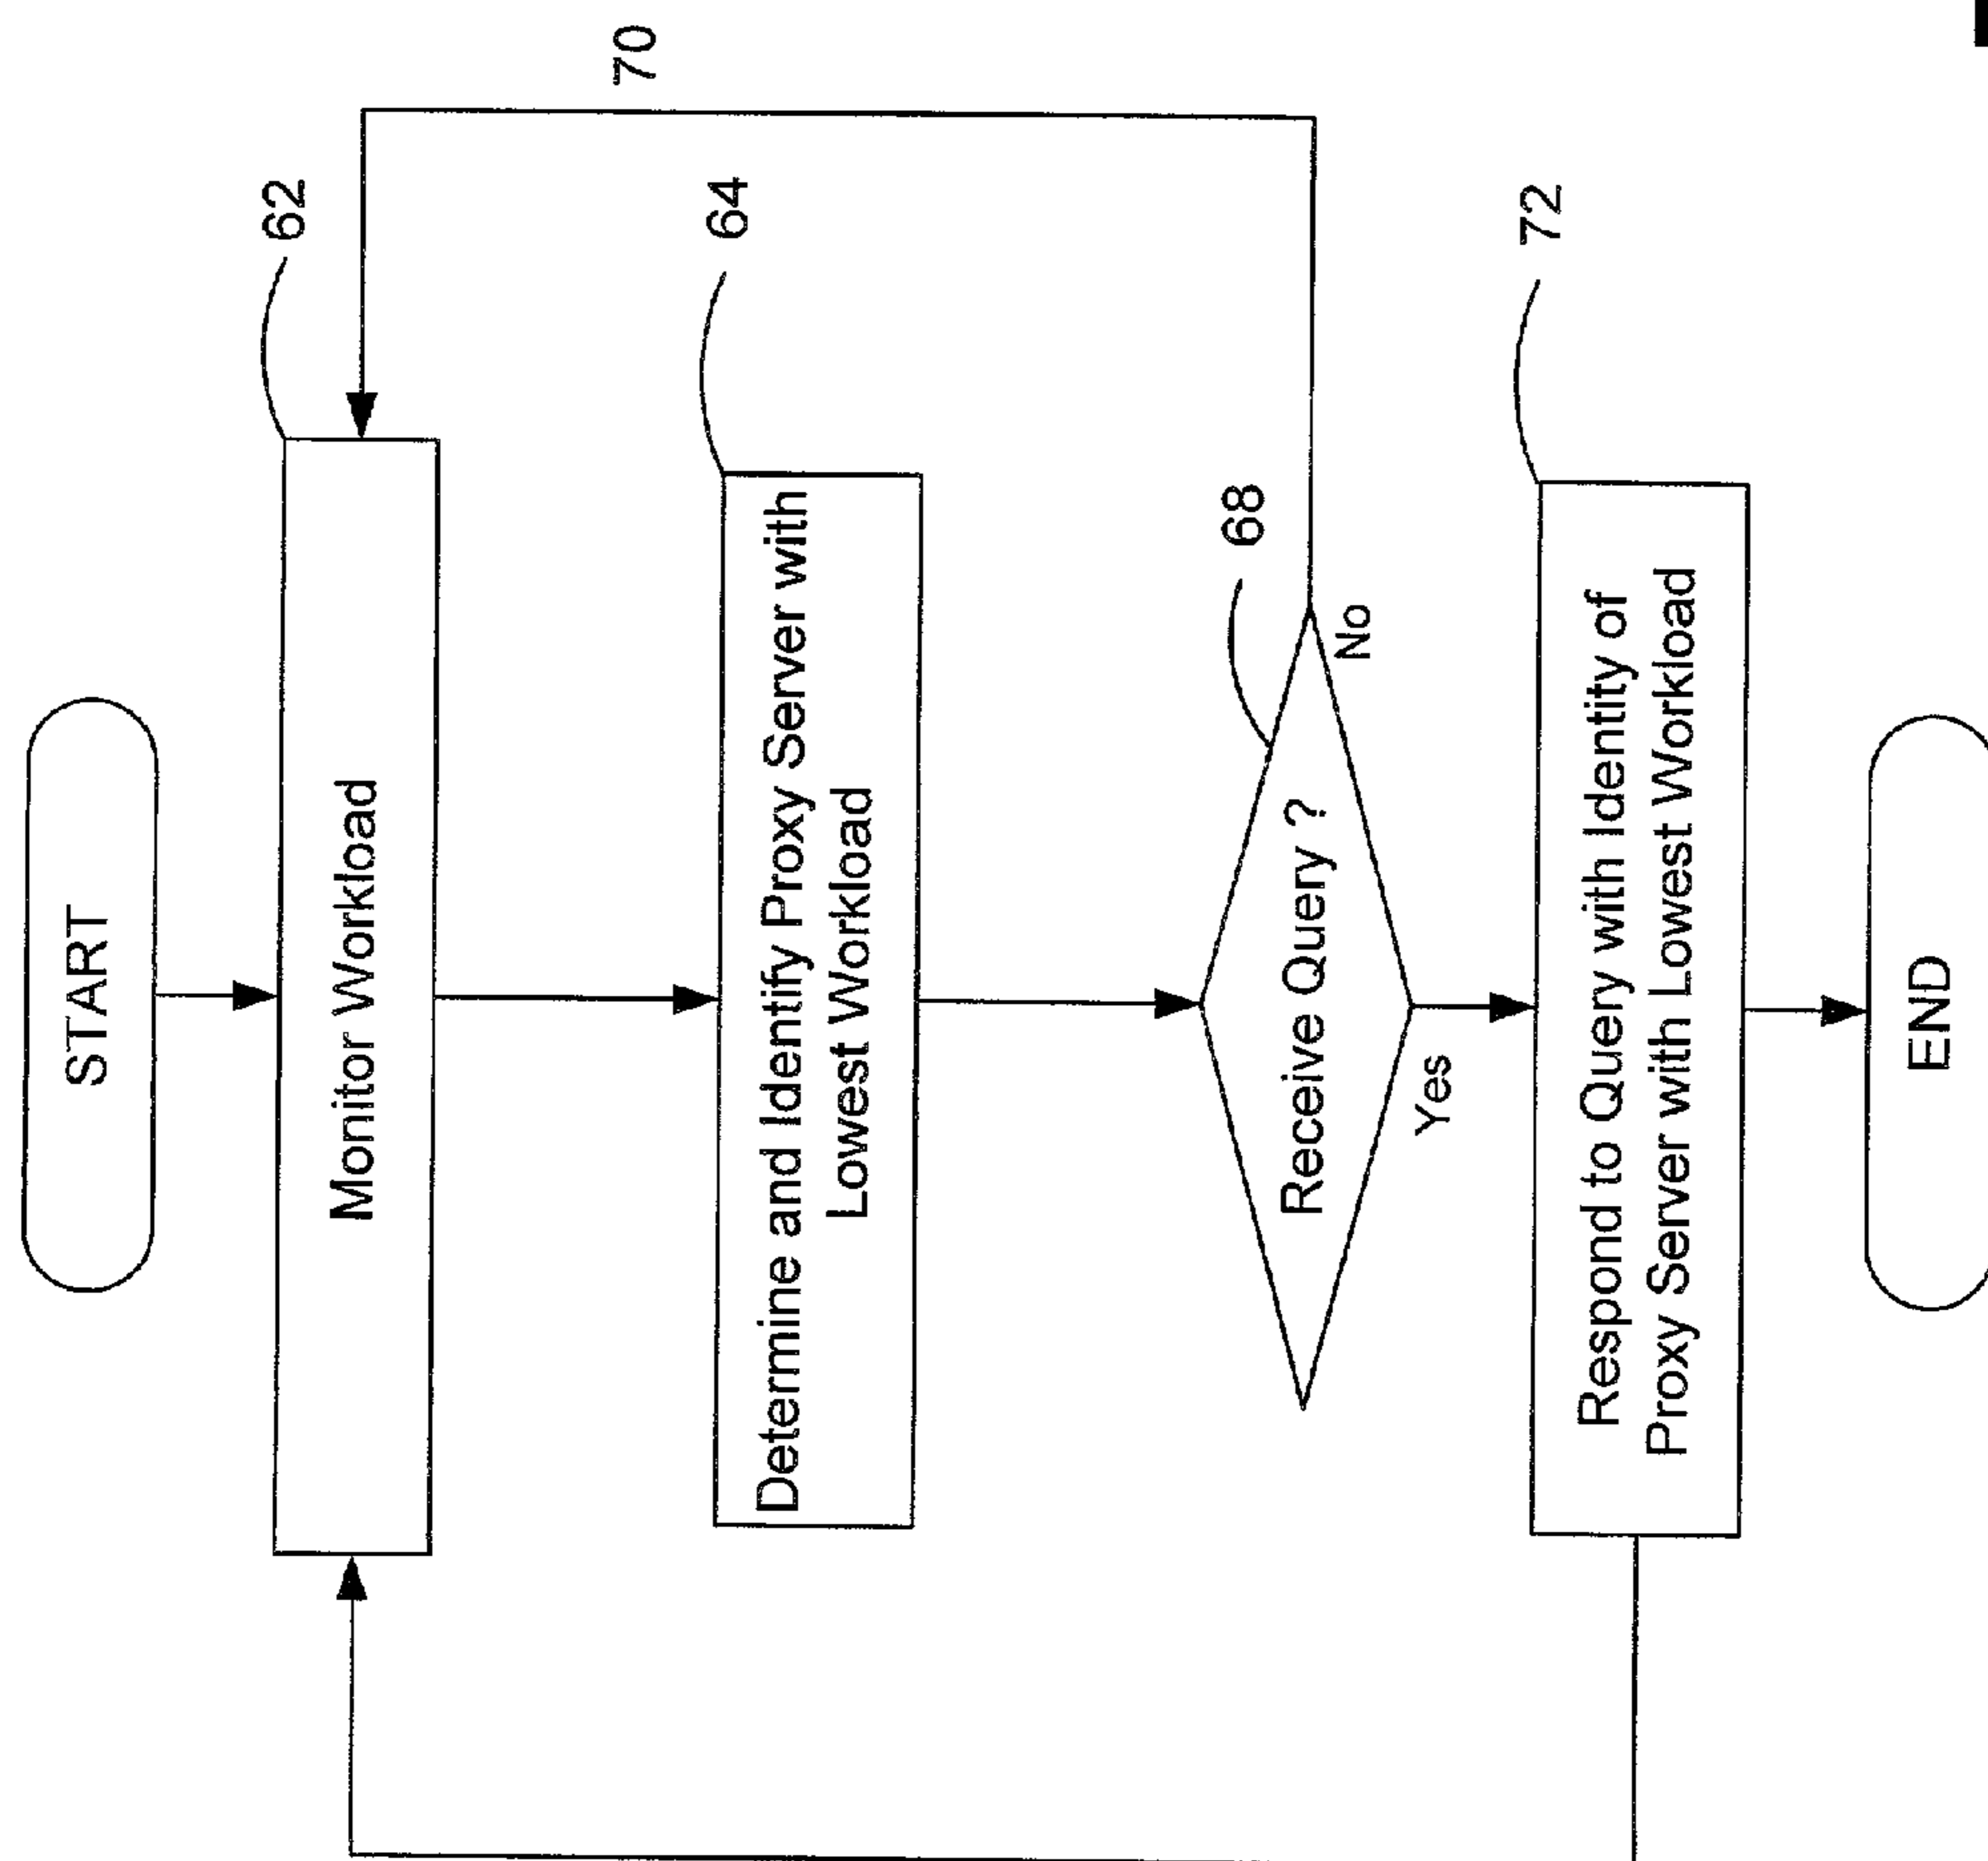 START
62
Monitor Workload
70
64
Determine and Identify Proxy Server with
Lowest Workload
68
Receive Query ?
No
Yes
72
Respond to Query with Identity of
Proxy Server with Lowest Workload
END